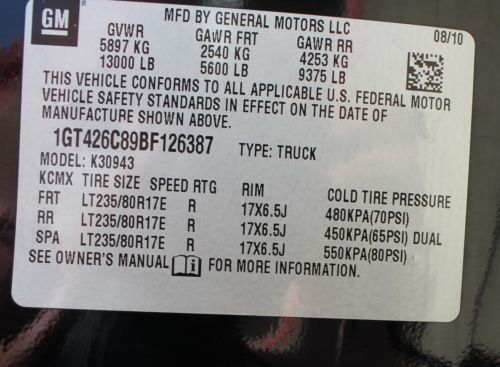 GM
MFD BY GENERAL MOTORS LLC
08/10
GVWR GAWR FRT GAWR RR
5897 KG 2540 KG 4253 KG
13000 LB 5600 LB 9375 LB
THIS VEHICLE CONFORMS TO ALL APPLICABLE U.S. FEDERAL MOTOR
VEHICLE SAFETY STANDARDS IN EFFECT ON THE DATE OF
MANUFACTURE SHOWN ABOVE.
1GT426C89BF126387 TYPE: TRUCK
MODEL: K30943
KCMX TIRE SIZE SPEED RTG RIM COLD TIRE PRESSURE
FRT LT235/80R17E R 17X6.5J 480KPA(70PSI)
RR LT235/80R17E R 17X6.5J 450KPA(65PSI) DUAL
SPA LT235/80R17E R 17X6.5J 550KPA(80PSI)
SEE OWNER'S MANUAL FOR MORE INFORMATION.